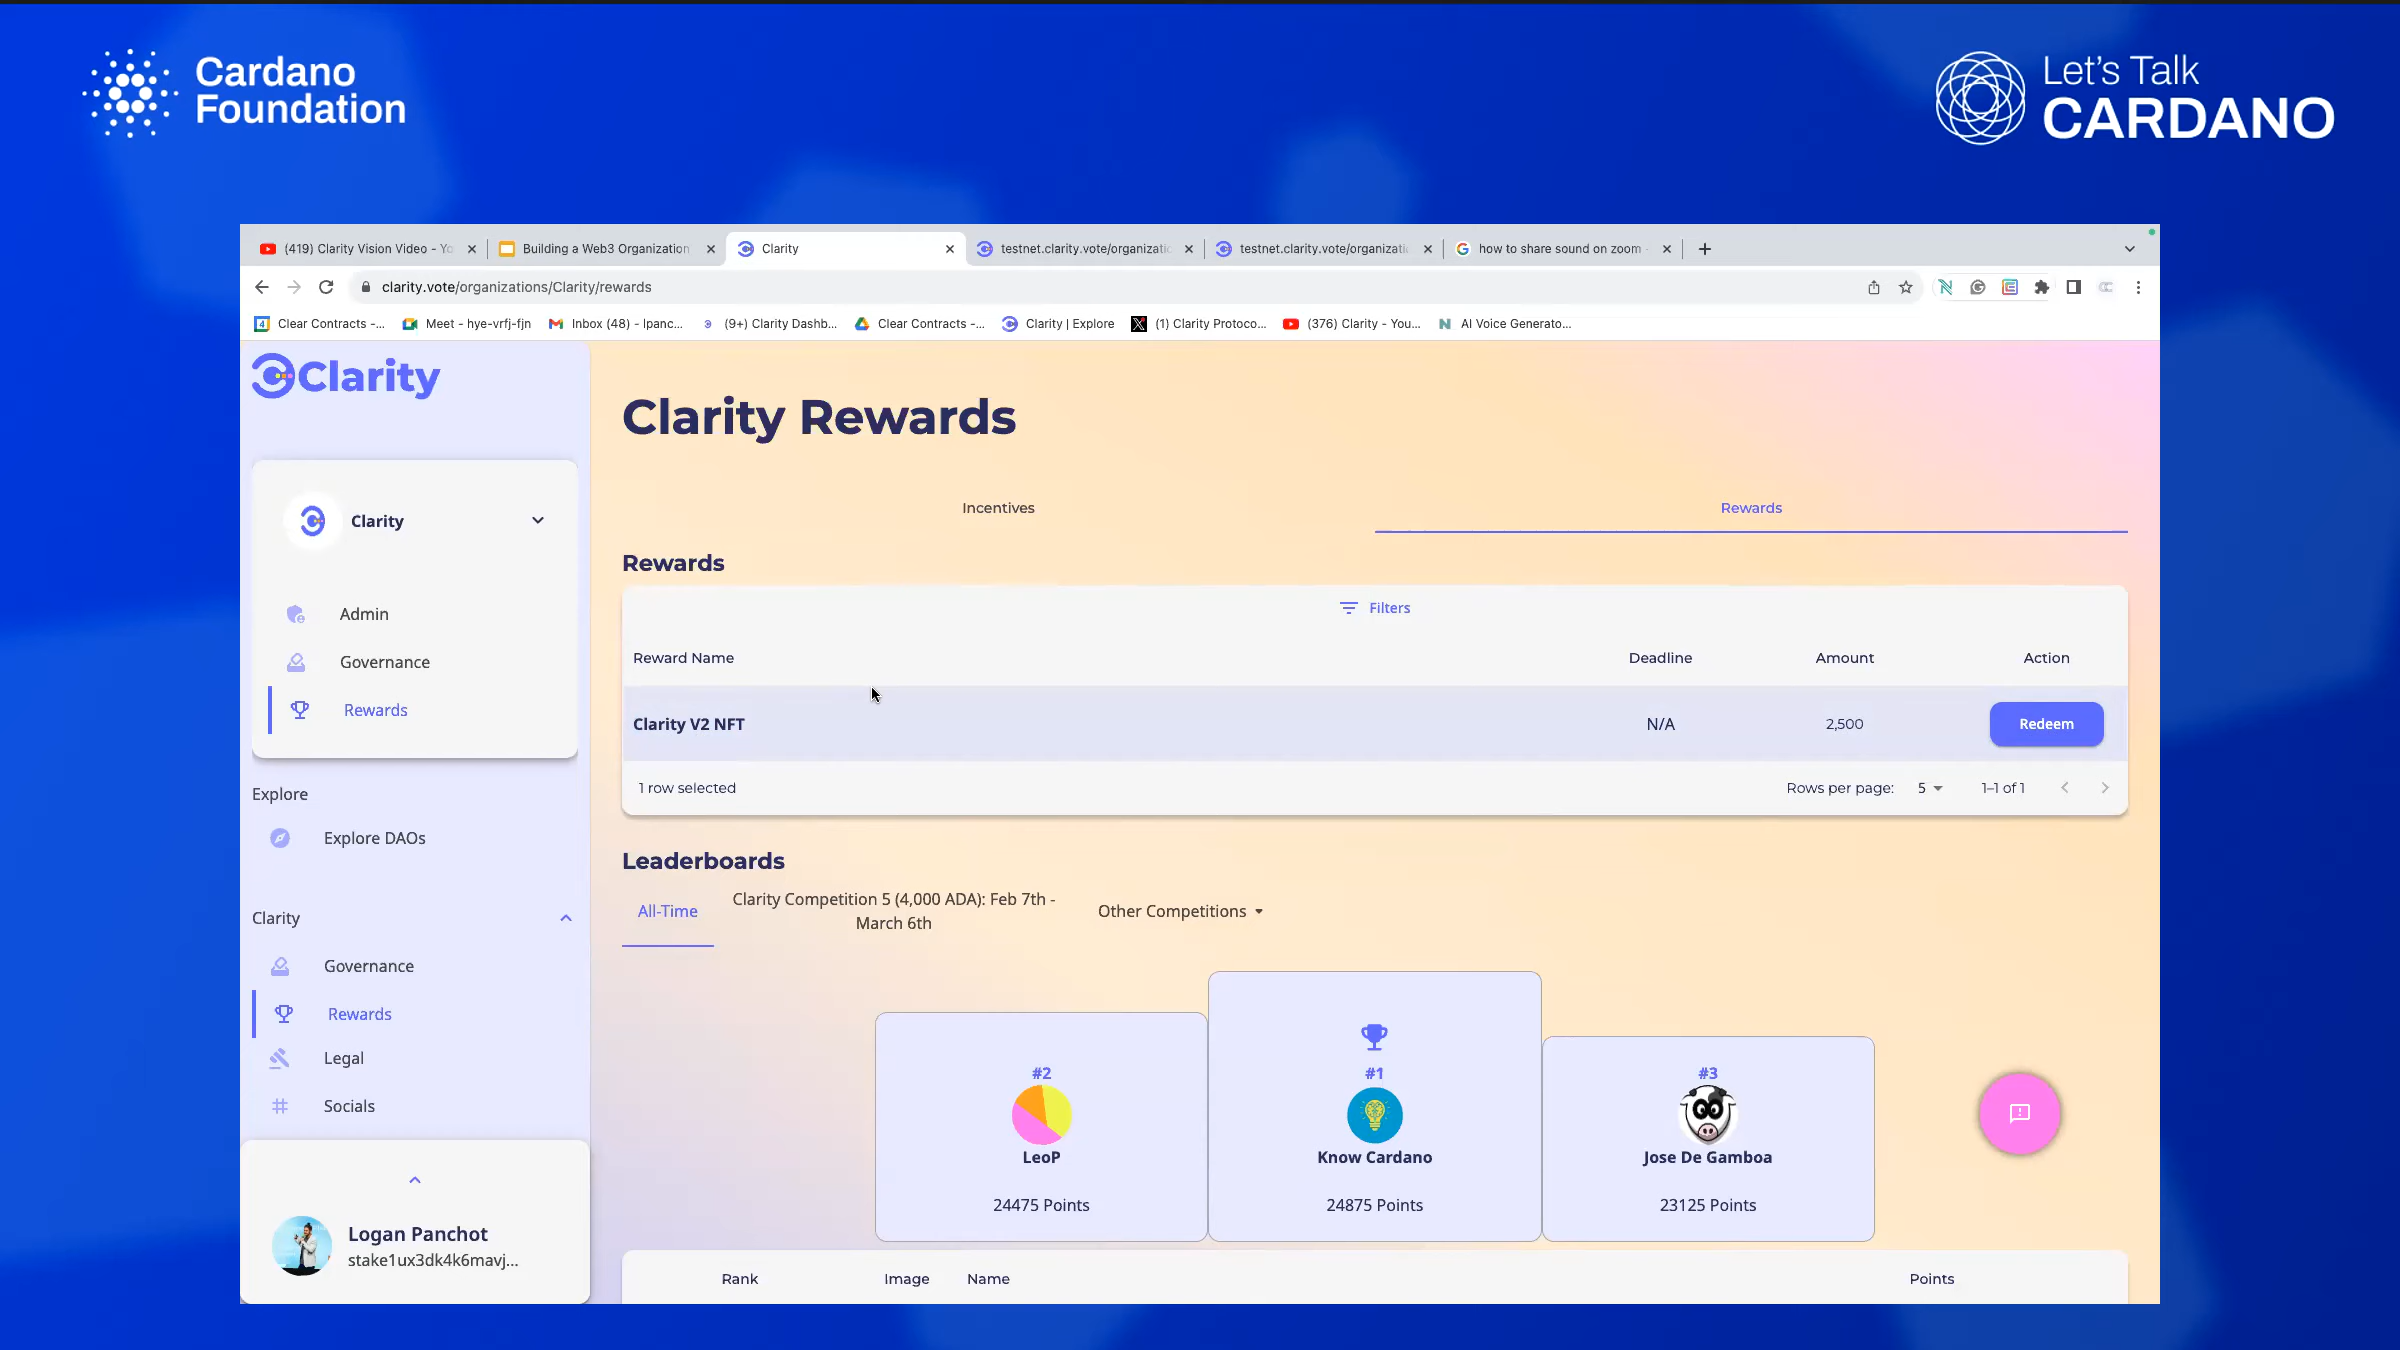 Cardano
Foundation
Let's Talk
CARDANO
(419) Clarity Vision Video - Yo
Building a Web3 Organization
Clarity
testnet.clarity.vote/organizatio
testnet.clarity.vote/organizatio
how to share sound on zoom -
clarity.vote/organizations/Clarity/rewards
Clear Contracts -...
Meet - hye-vrfj-fjn
Inbox (48) - lpanc...
(9+) Clarity Dashb...
Clear Contracts -...
Clarity | Explore
(1) Clarity Protoco...
(376) Clarity - You...
AI Voice Generato...
Clarity
Clarity
Admin
Governance
Rewards
Explore
Explore DAOs
Clarity
Governance
Rewards
Legal
Socials
Logan Panchot
stake1ux3dk4k6mavj...
Clarity Rewards
Incentives
Rewards
Rewards
Filters
Reward Name
Deadline
Amount
Action
Clarity V2 NFT
N/A
2,500
Redeem
1 row selected
Rows per page:
5
1–1 of 1
Leaderboards
All-Time
Clarity Competition 5 (4,000 ADA): Feb 7th -
March 6th
Other Competitions
#2
LeoP
24475 Points
#1
Know Cardano
24875 Points
#3
Jose De Gamboa
23125 Points
Rank
Image
Name
Points